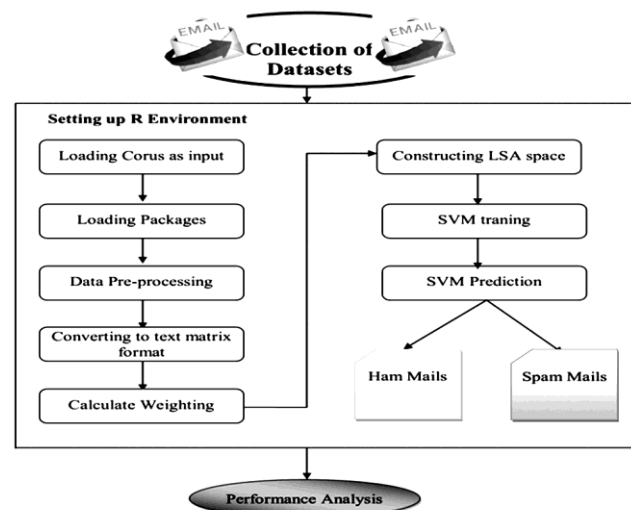 EMAIL
EMAIL
Collection of
Datasets
Setting up R Environment
Loading Corus as input
Loading Packages
Data Pre-processing
Converting to text matrix
format
Calculate Weighting
Constructing LSA space
SVM traning
SVM Prediction
Ham Mails
Spam Mails
Performance Analysis